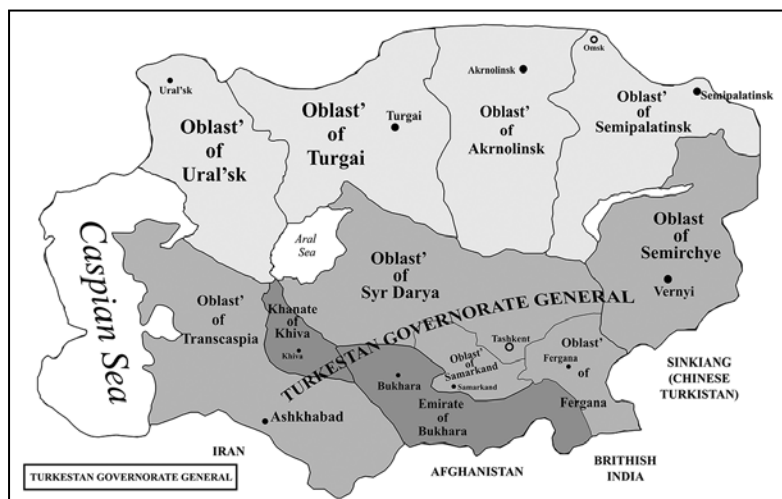 Omsk
Akrnolinsk
Ural'sk
Semipalatinsk
Oblast'
of
Ural'sk
Oblast'
of
Turgai
Turgai
Oblast'
of
Akrnolinsk
Oblast'
of
Semipalatinsk
Caspian Sea
Aral
Sea
Oblast
of
Semirchye
Vernyi
Oblast'
of
Syr Darya
Oblast'
of
Transcaspia
Khanate
of
Khiva
Khiva
TURKESTAN GOVERNORATE GENERAL
Tashkent
Oblast'
of
Samarkand
Samarkand
Fergana
Oblast'
of
Fergana
Bukhara
Emirate
of
Bukhara
Ashkhabad
SINKIANG
(CHINESE
TURKISTAN)
IRAN
AFGHANISTAN
BRITHISH
INDIA
TURKESTAN GOVERNORATE GENERAL